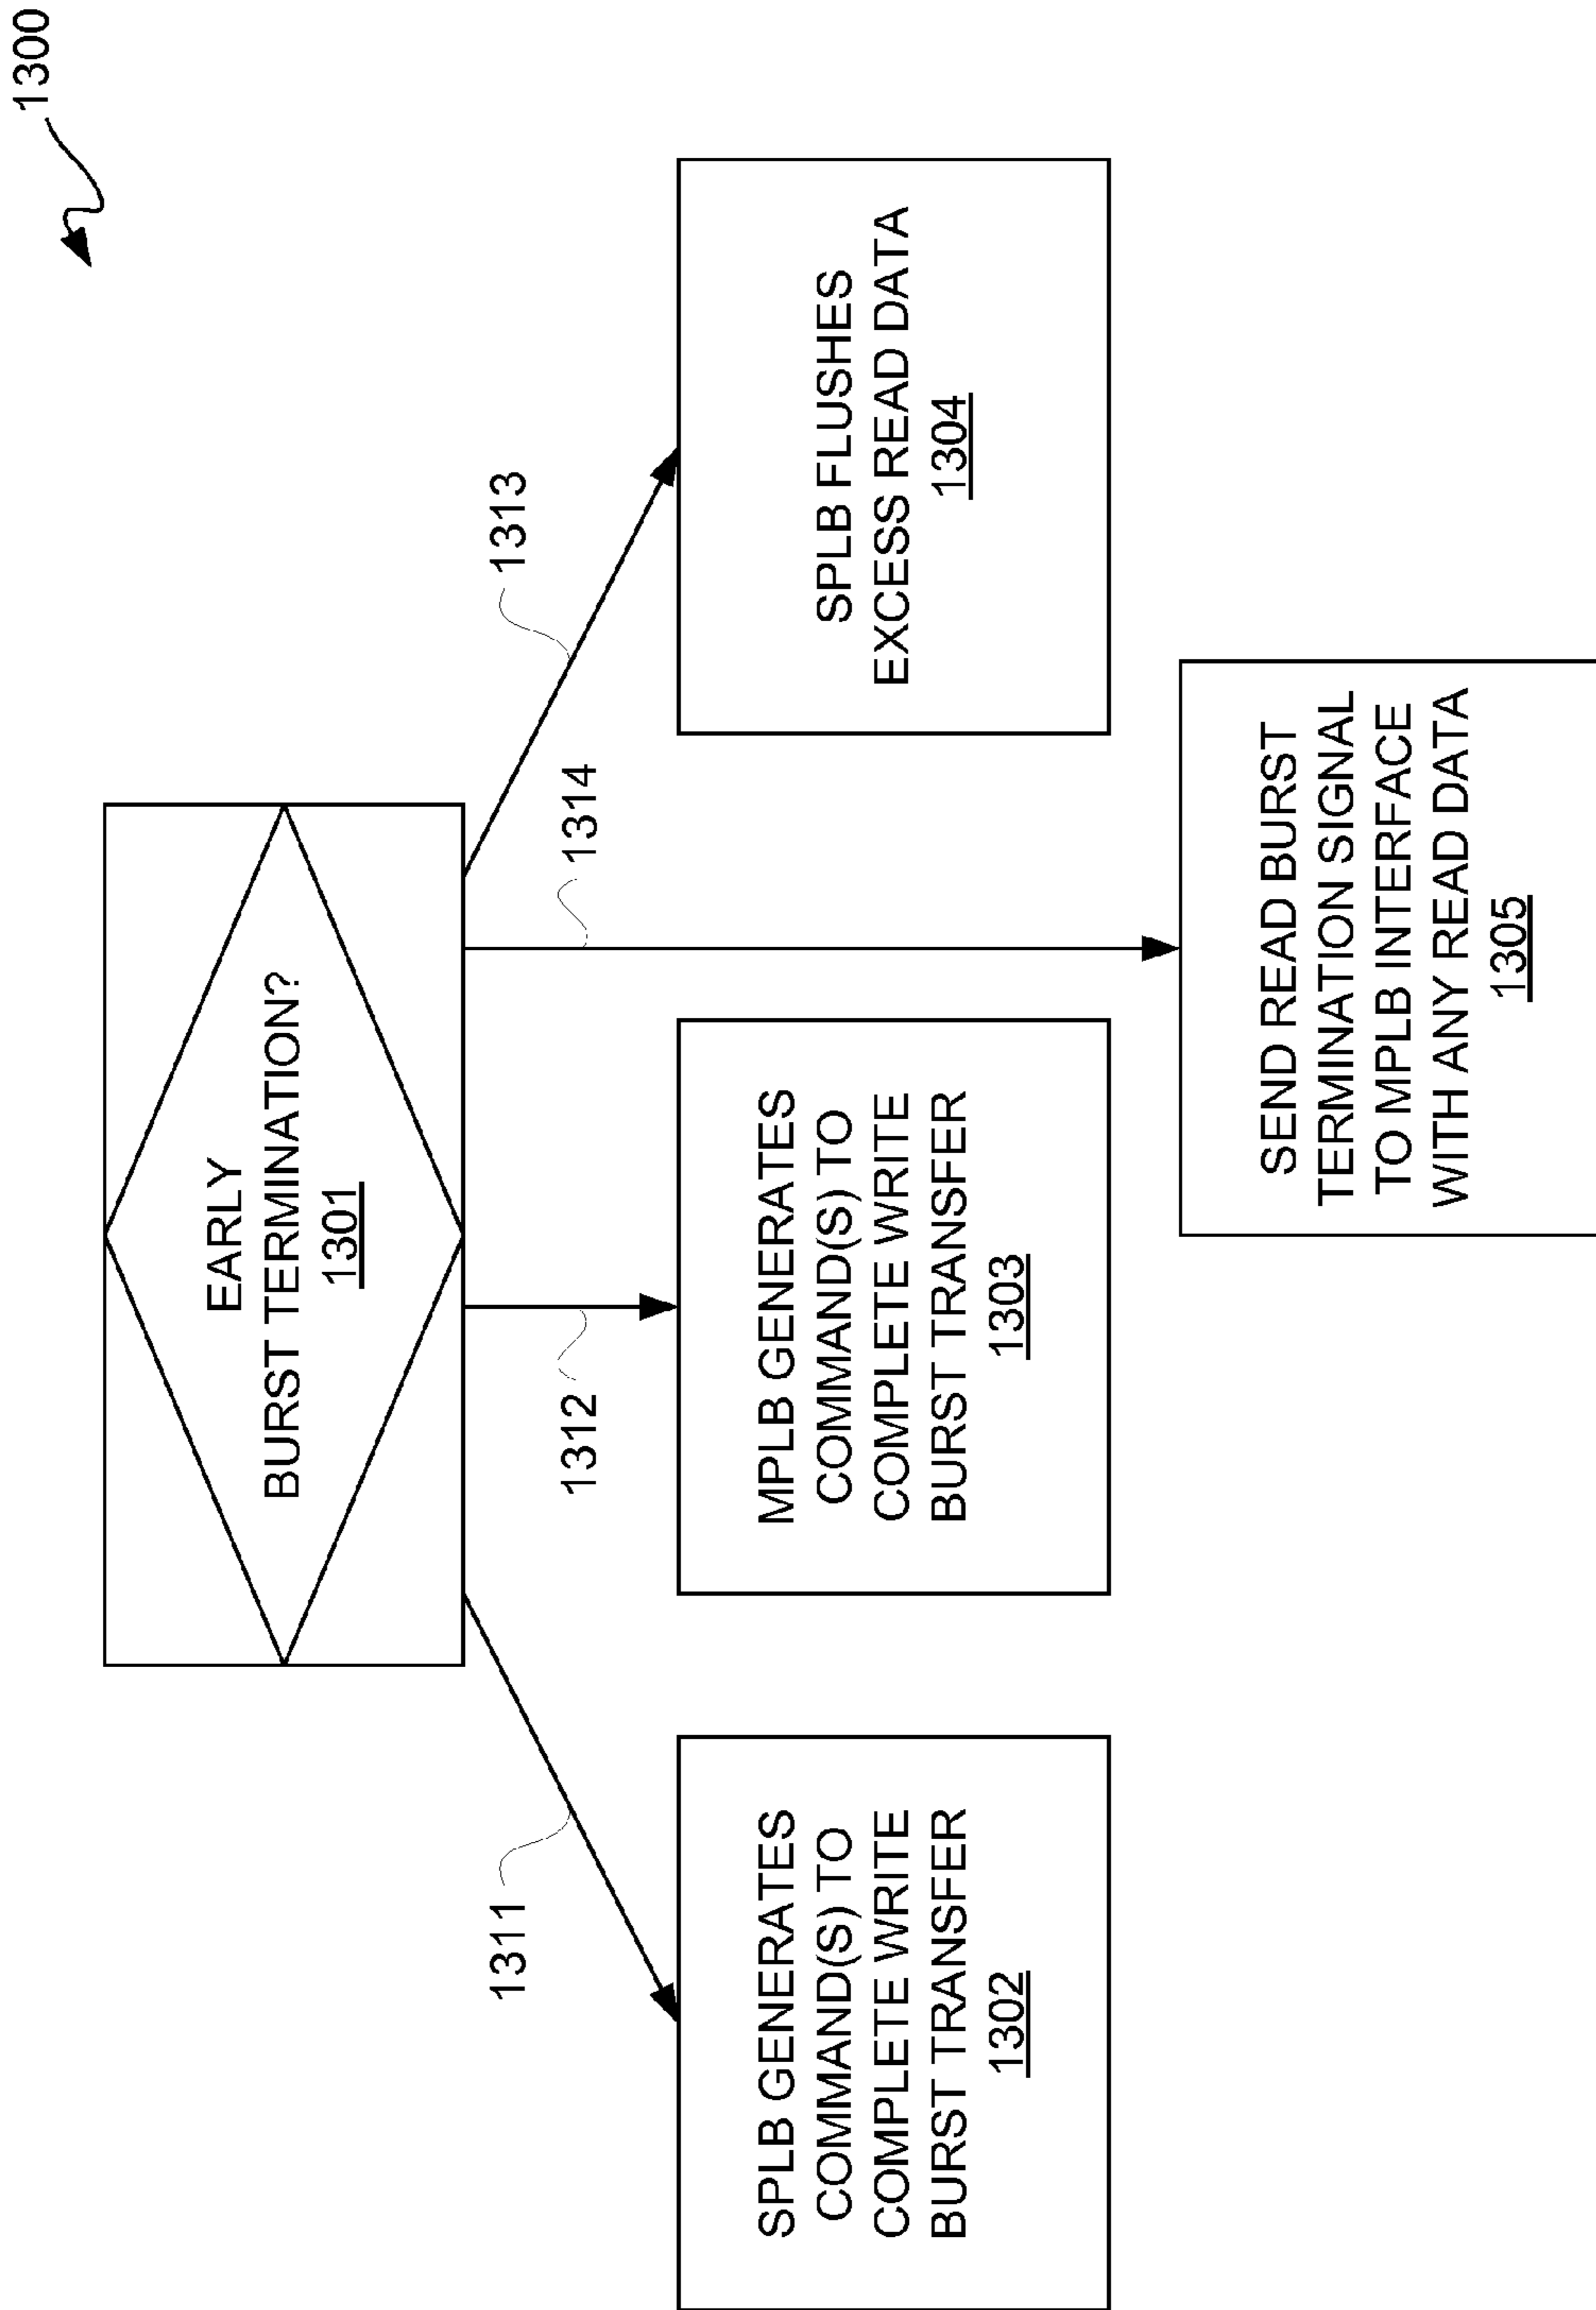 1300
EARLY
BURST TERMINATION?
1301
1311
1312
1314
1313
SPLB GENERATES
COMMAND(S) TO
COMPLETE WRITE
BURST TRANSFER
1302
MPLB GENERATES
COMMAND(S) TO
COMPLETE WRITE
BURST TRANSFER
1303
SPLB FLUSHES
EXCESS READ DATA
1304
SEND READ BURST
TERMINATION SIGNAL
TO MPLB INTERFACE
WITH ANY READ DATA
1305